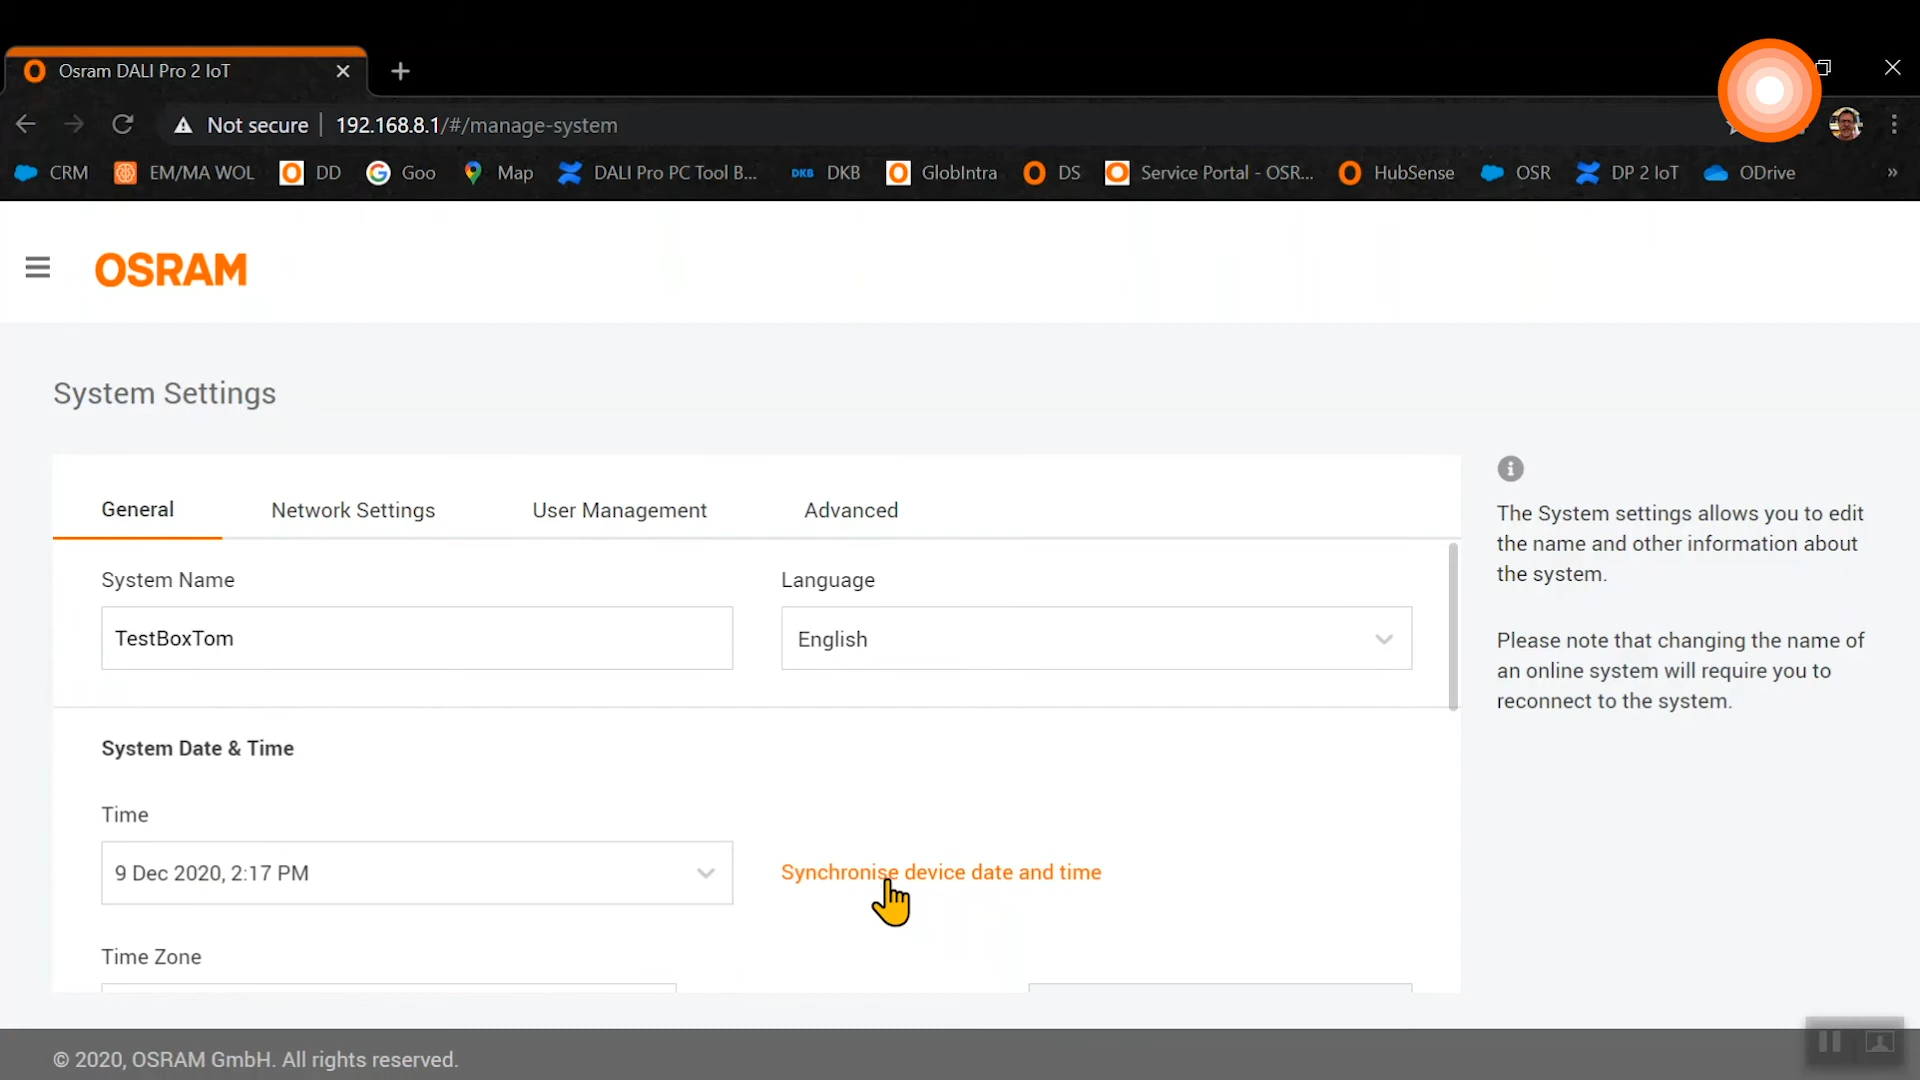 Osram DALI Pro 2 IoT
Not secure 192.168.8.1/#/manage-system
CRM EM/MA WOL DD Goo Map DALI Pro PC Tool B... DKB DKB GlobIntra DS Service Portal - OSR... HubSense OSR DP 2 IoT ODrive »
OSRAM
System Settings
General Network Settings User Management Advanced
System Name Language
TestBoxTom English
System Date & Time
Time
9 Dec 2020, 2:17 PM Synchronise device date and time
Time Zone
The System settings allows you to edit
the name and other information about
the system.
Please note that changing the name of
an online system will require you to
reconnect to the system.
© 2020, OSRAM GmbH. All rights reserved.